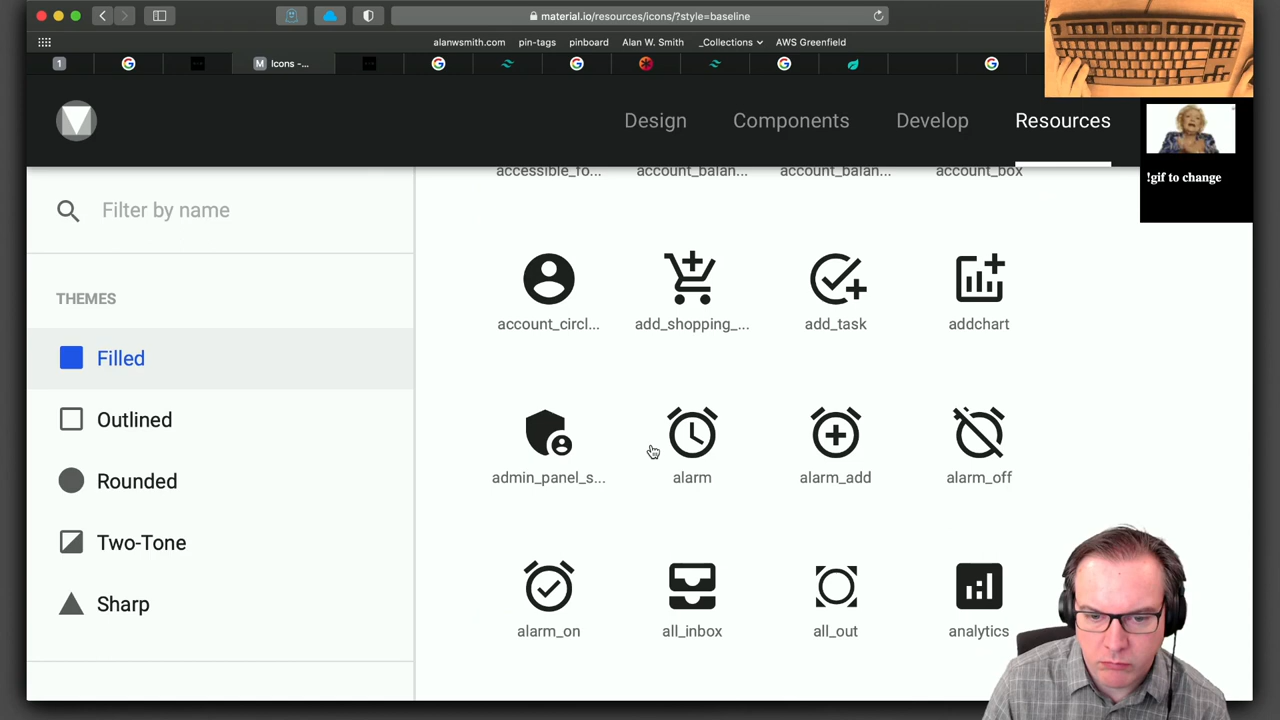 material.io/resources/icons/?style=baseline
alanwsmith.com pin-tags pinboard Alan W. Smith _Collections AWS Greenfield
1 M Icons -...
Design Components Develop Resources
!gif to change
accessible_fo... account_balan... account_balan... account_box
Filter by name
THEMES
Filled
Outlined
Rounded
Two-Tone
Sharp
account_circl... add_shopping_... add_task addchart
admin_panel_s... alarm alarm_add alarm_off
alarm_on all_inbox all_out analytics